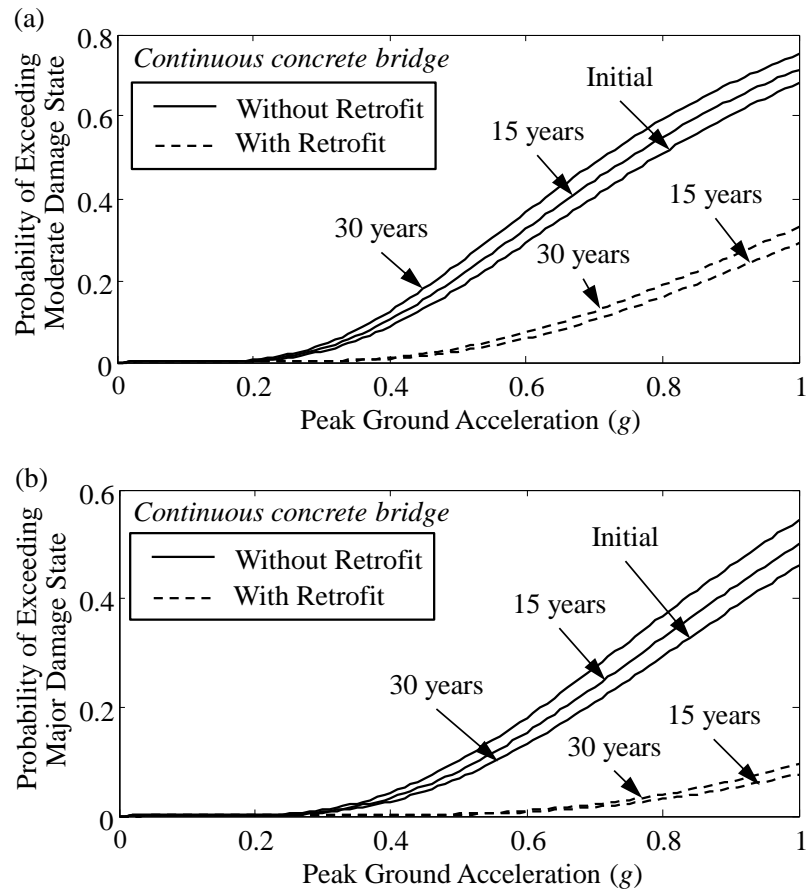 (a)
Probability of Exceeding
Moderate Damage State
0.8
0.6
0.4
0.2
0
Continuous concrete bridge
Without Retrofit
With Retrofit
Initial
15 years
30 years
15 years
30 years
0 0.2 0.4 0.6 0.8 1
Peak Ground Acceleration (g)
(b)
Probability of Exceeding
Major Damage State
0.6
0.4
0.2
0
Continuous concrete bridge
Without Retrofit
With Retrofit
Initial
15 years
30 years
15 years
30 years
0 0.2 0.4 0.6 0.8 1
Peak Ground Acceleration (g)